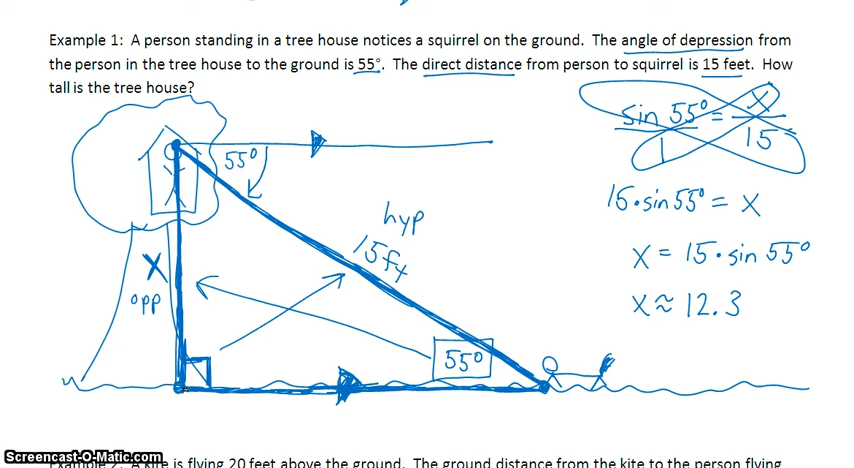 Example 1: A person standing in a tree house notices a squirrel on the ground. The angle of depression from
the person in the tree house to the ground is 55°. The direct distance from person to squirrel is 15 feet. How
tall is the tree house?
sin 55° = x
1 15
55°
15 • sin 55° = x
hyp
15ft
x = 15 • sin 55°
x
opp
x ≈ 12.3
55°
Screencast-O-Matic.com
Example 2: A kite is flying 20 feet above the ground. The ground distance from the kite to the person flying